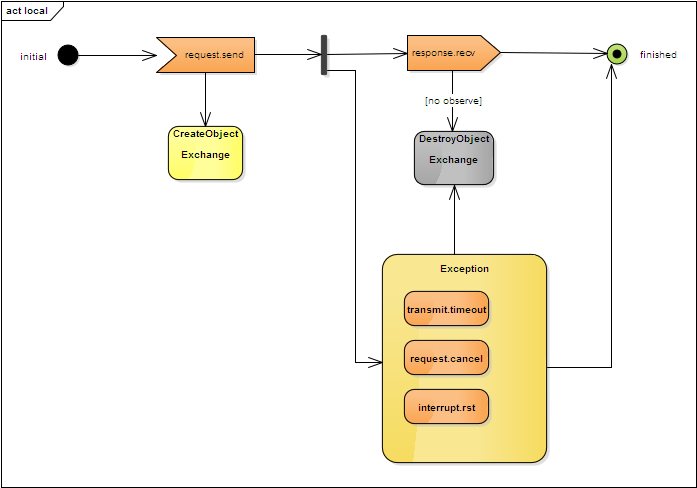 act local
initial
request.send
response.recv
finished
[no observe]
CreateObject
Exchange
DestroyObject
Exchange
Exception
transmit.timeout
request.cancel
interrupt.rst